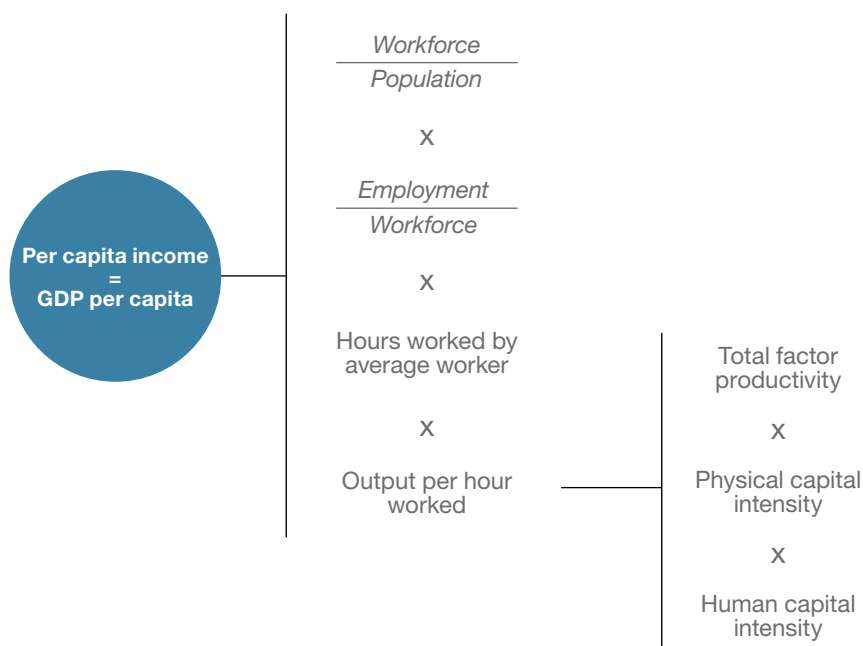 Per capita income
=
GDP per capita
Workforce
Population
x
Employment
Workforce
x
Hours worked by
average worker
x
Output per hour
worked
Total factor
productivity
x
Physical capital
intensity
x
Human capital
intensity